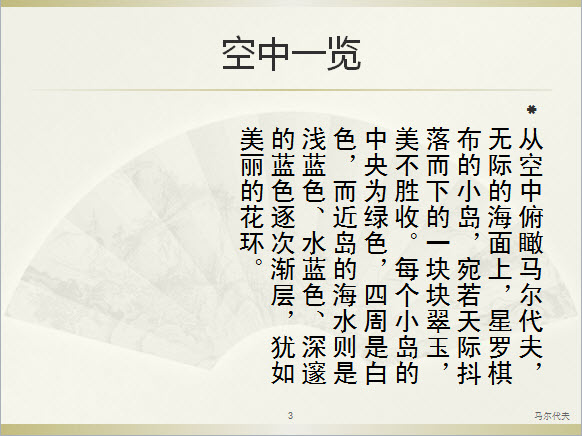 空中一览
从空中俯瞰马尔代夫，
无际的海面上，星罗棋
布的小岛，宛若天际抖
落而下的一块块翠玉，
美不胜收。每个小岛的
中央为绿色，四周是白
色，而近岛的海水则是
浅蓝色、水蓝色、深邃
的蓝色逐次渐层，犹如
美丽的花环。
3
马尔代夫